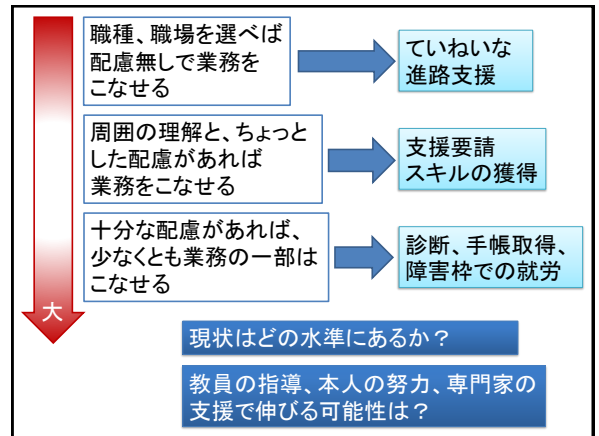 職種、職場を選べば
配慮無しで業務を
こなせる
ていねいな
進路支援
周囲の理解と、ちょっと
した配慮があれば
業務をこなせる
支援要請
スキルの獲得
十分な配慮があれば、
少なくとも業務の一部は
こなせる
診断、手帳取得、
障害枠での就労
大
現状はどの水準にあるか？
教員の指導、本人の努力、専門家の
支援で伸びる可能性は？